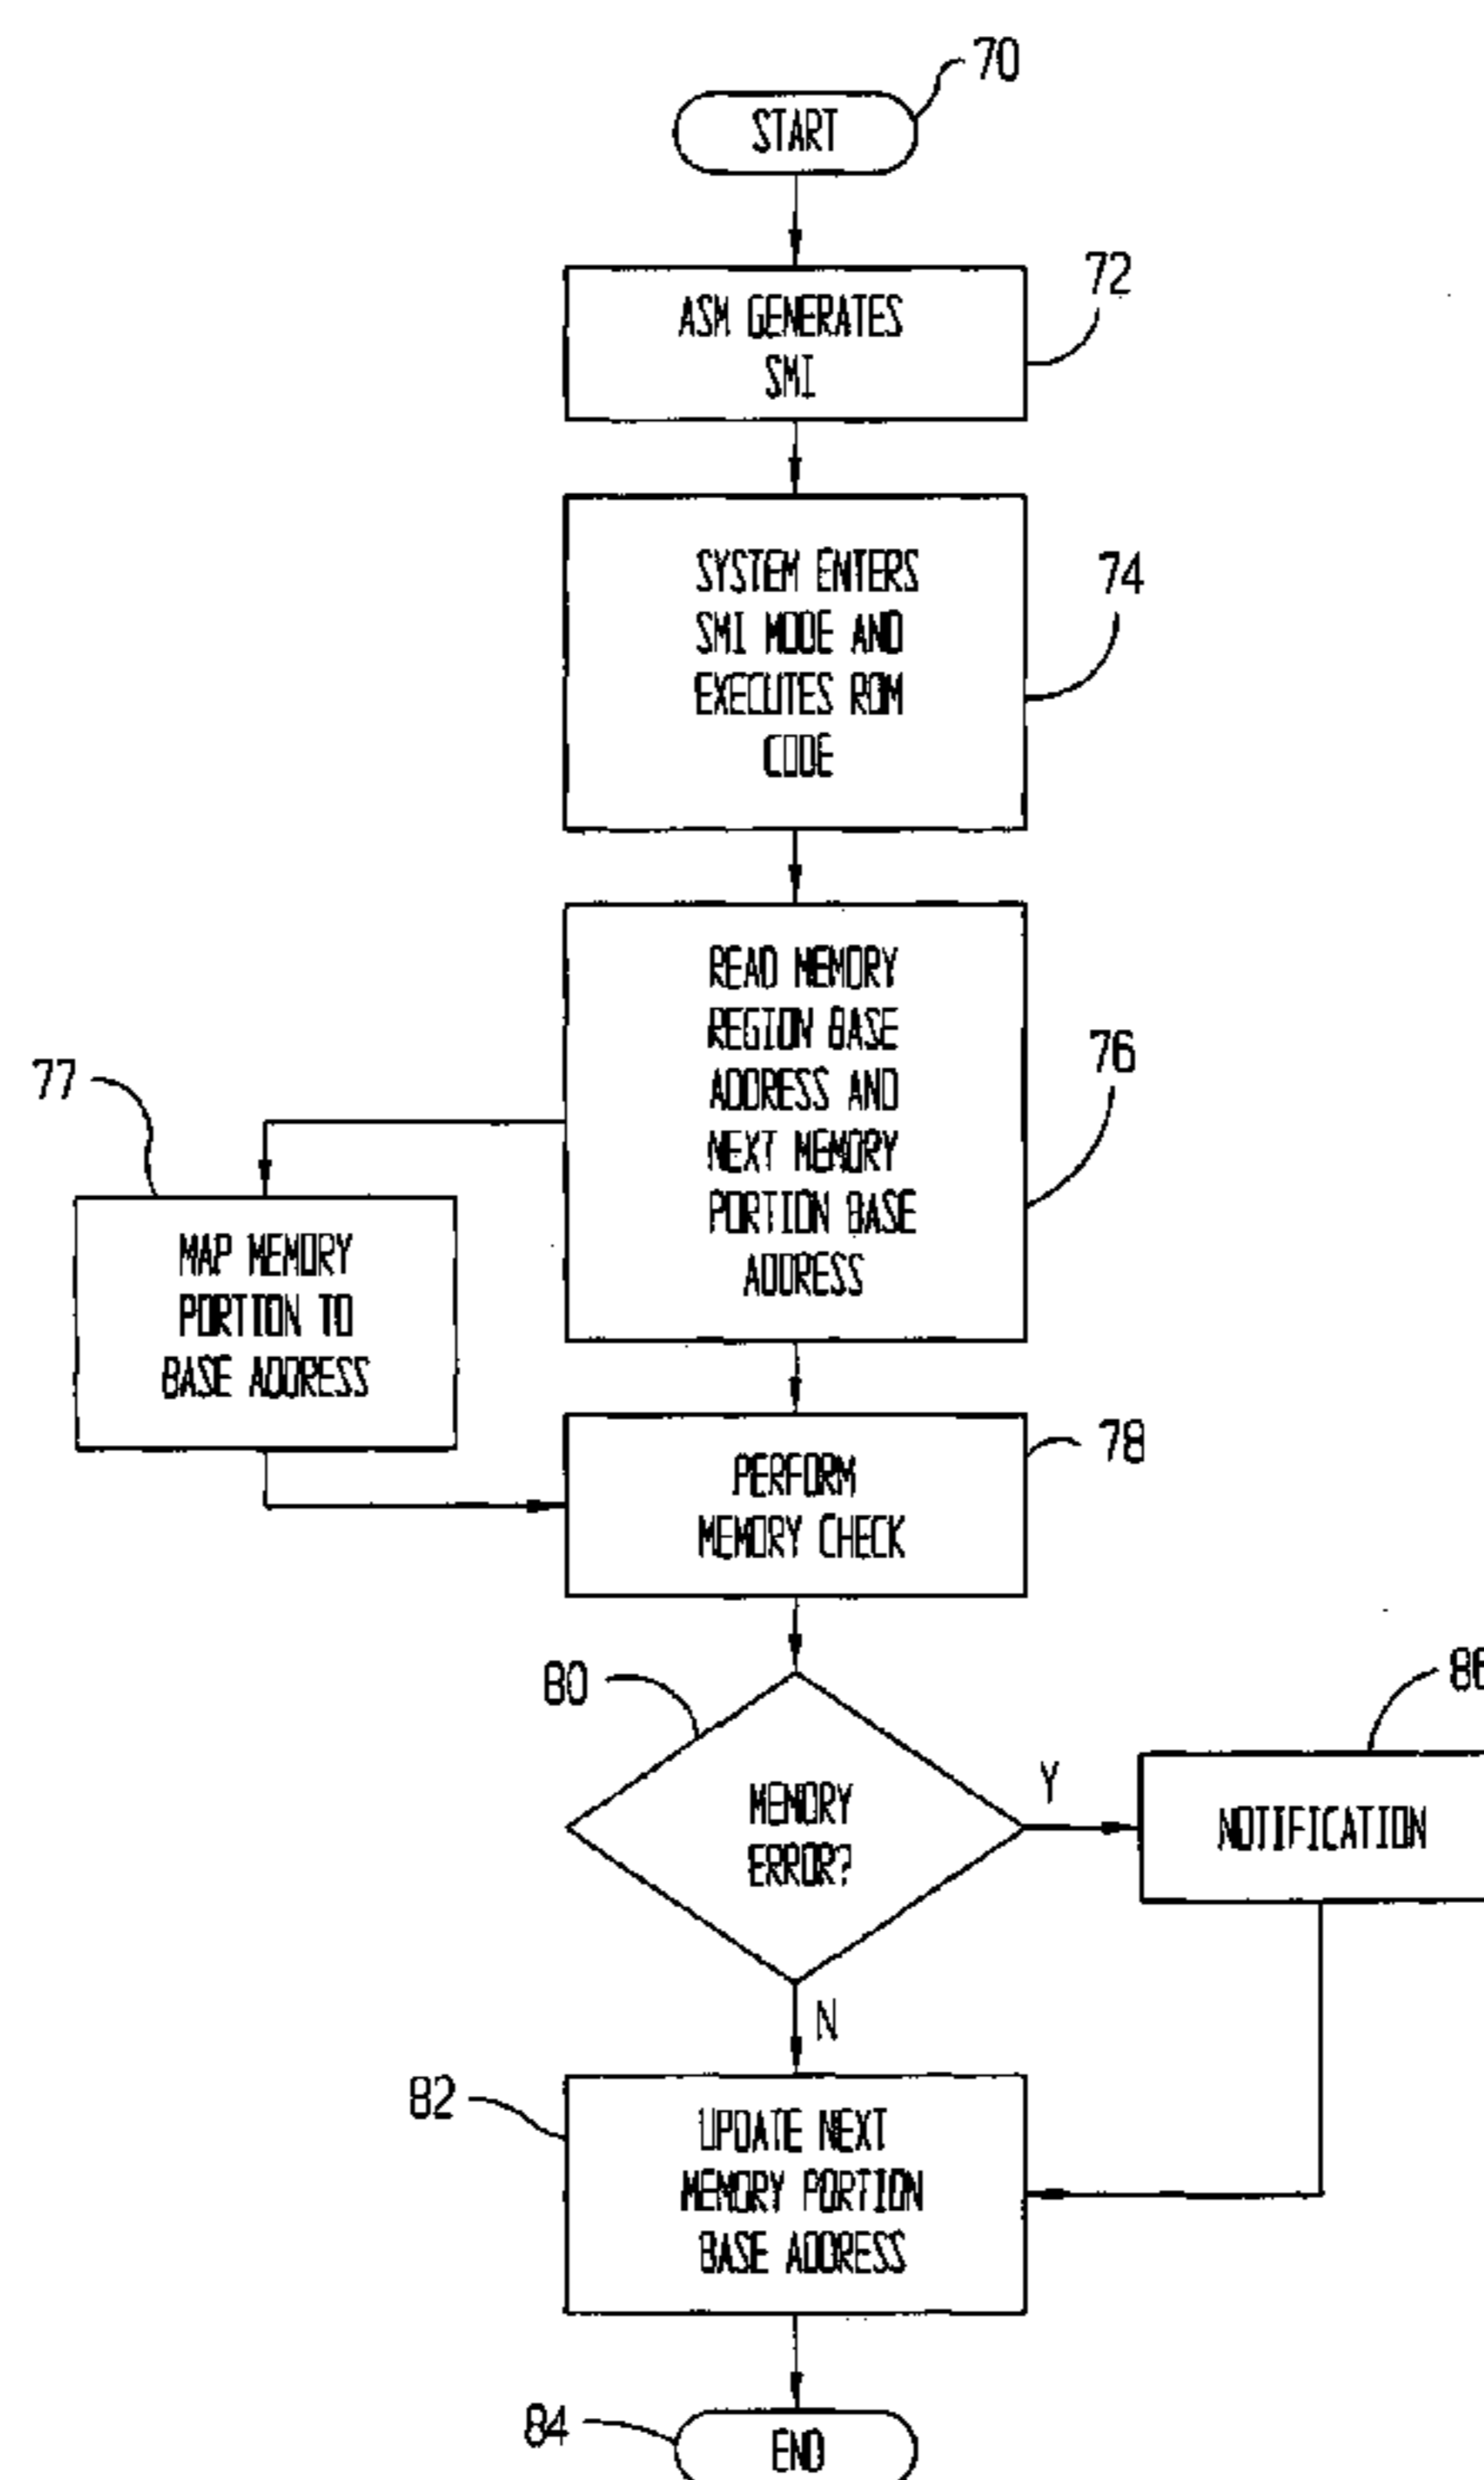 70
START
72
ASM GENERATES
SMI
74
SYSTEM ENTERS
SMI MODE AND
EXECUTES ROM
CODE
76
READ MEMORY
REGION BASE
ADDRESS AND
NEXT MEMORY
PORTION BASE
ADDRESS
77
MAP MEMORY
PORTION TO
BASE ADDRESS
78
PERFORM
MEMORY CHECK
80
MEMORY
ERROR?
Y
86
NOTIFICATION
N
82
UPDATE NEXT
MEMORY PORTION
BASE ADDRESS
84
END